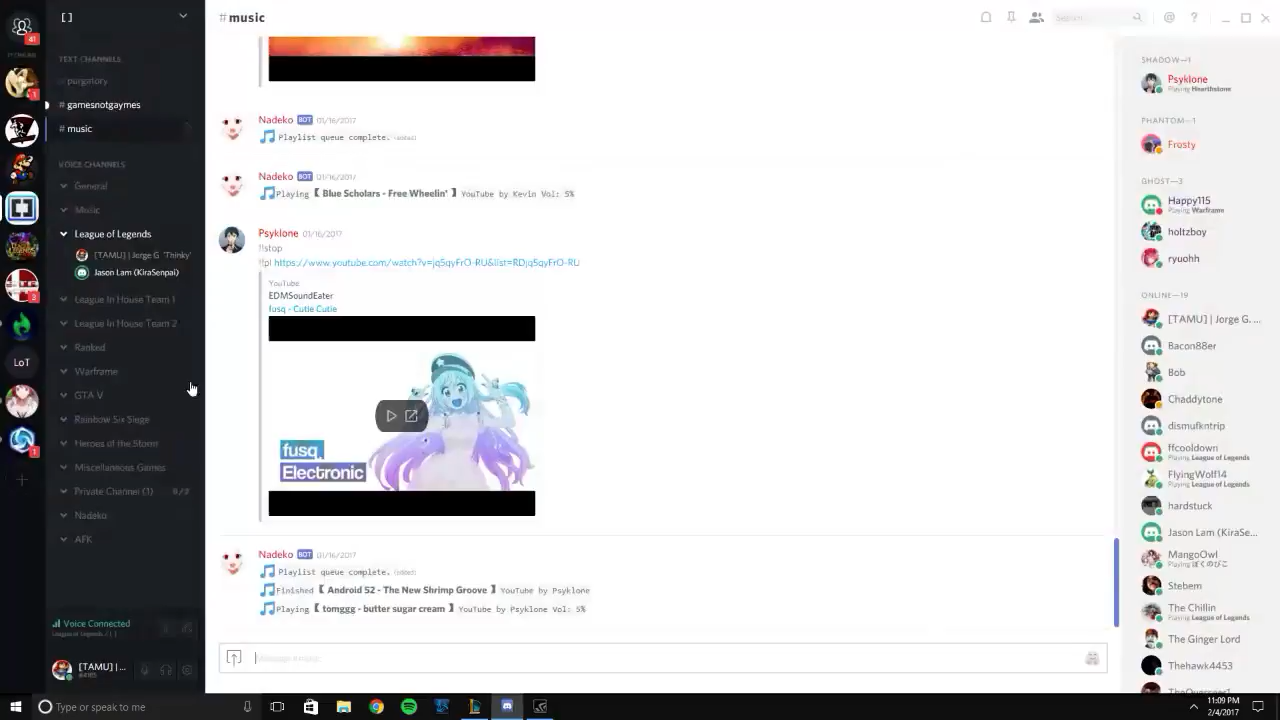 [ ]
#music
Search...
41
TEXT CHANNELS
# purgatory
# gamesnotgaymes
# music
VOICE CHANNELS
General
Music
League of Legends
[TAMU] | Jorge G "Thinky"
Jason Lam (KiraSenpai)
League In House Team 1
League In House Team 2
Ranked
Warframe
GTA V
Rainbow Six Siege
Heroes of the Storm
Miscellaneous Games
Private Channel (1)
Nadeko
AFK
1
2
LoT
1
Voice Connected
League of Legends / [ ]
[TAMU] | ...
Nadeko BOT 01/16/2017
Playlist queue complete. (edited)
Nadeko BOT 01/16/2017
Playing 【 Blue Scholars - Free Wheelin' 】 YouTube by Kevin Vol: 5%
Psyklone 01/16/2017
!!stop
!!pl https://www.youtube.com/watch?v=jq5qyFrO-RU&list=RDjq5qyFrO-RU
YouTube
EDMSoundEater
fusq - Cutie Cutie
fusq.
Electronic
Nadeko BOT 01/16/2017
Playlist queue complete. (edited)
Finished 【 Android 52 - The New Shrimp Groove 】 YouTube by Psyklone
Playing 【 tomggg - butter sugar cream 】 YouTube by Psyklone Vol: 5%
Message #music
SHADOW—1
Psyklone
Playing Hearthstone
PHANTOM—1
Frosty
GHOST—3
Happy115
Playing Warframe
holtzboy
ryuohh
ONLINE—19
[TAMU] | Jorge G. ...
Bacon88er
Bob
Chaddytone
dismufkntrip
ffcooldown
Playing League of Legends
FlyingWolf14
Playing League of Legends
hardstuck
Jason Lam (KiraSe...
MangoOwl
Playing ぼくのぴこ
Stebem
The Chillin
Playing League of Legends
The Ginger Lord
Thehawk4453
TheOverseer1
Type or speak to me
11:09 PM
2/4/2017